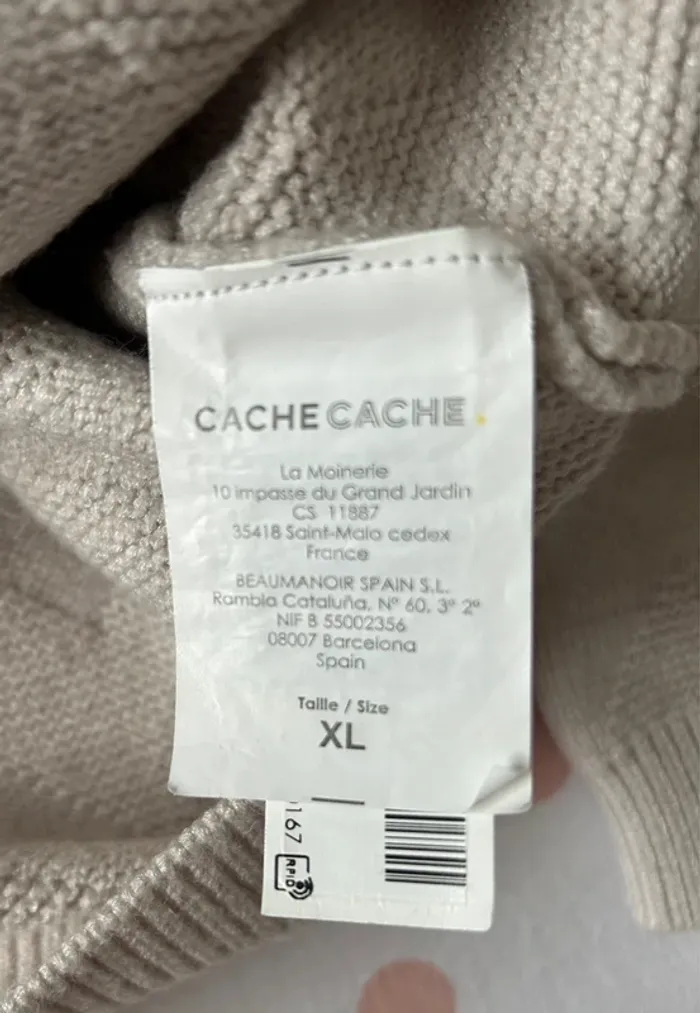 CACHE CACHE.
La Moinerie
10 impasse du Grand Jardin
CS 11887
35418 Saint-Malo cedex
France
BEAUMANOIR SPAIN S.L.
Rambla Cataluña, Nº 60, 3º 2º
NIF B 55002356
08007 Barcelona
Spain
Taille / Size
XL
167
RFID